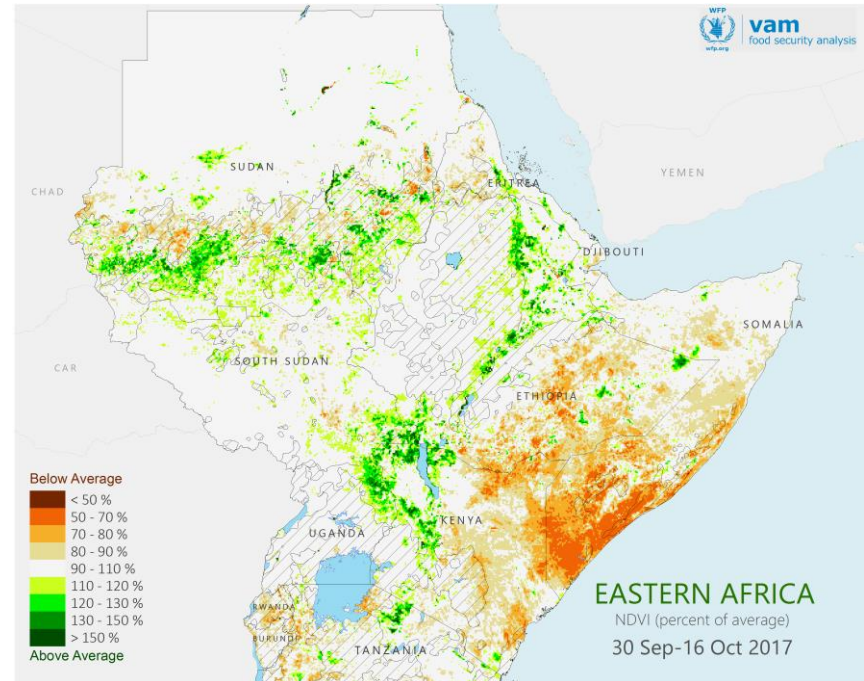 WFP
wfp.org
vam
food security analysis
CHAD
SUDAN
ERITREA
YEMEN
DJIBOUTI
SOMALIA
CAR
SOUTH SUDAN
ETHIOPIA
UGANDA
KENYA
RWANDA
BURUNDI
TANZANIA
Below Average
< 50 %
50 - 70 %
70 - 80 %
80 - 90 %
90 - 110 %
110 - 120 %
120 - 130 %
130 - 150 %
> 150 %
Above Average
EASTERN AFRICA
NDVI (percent of average)
30 Sep-16 Oct 2017